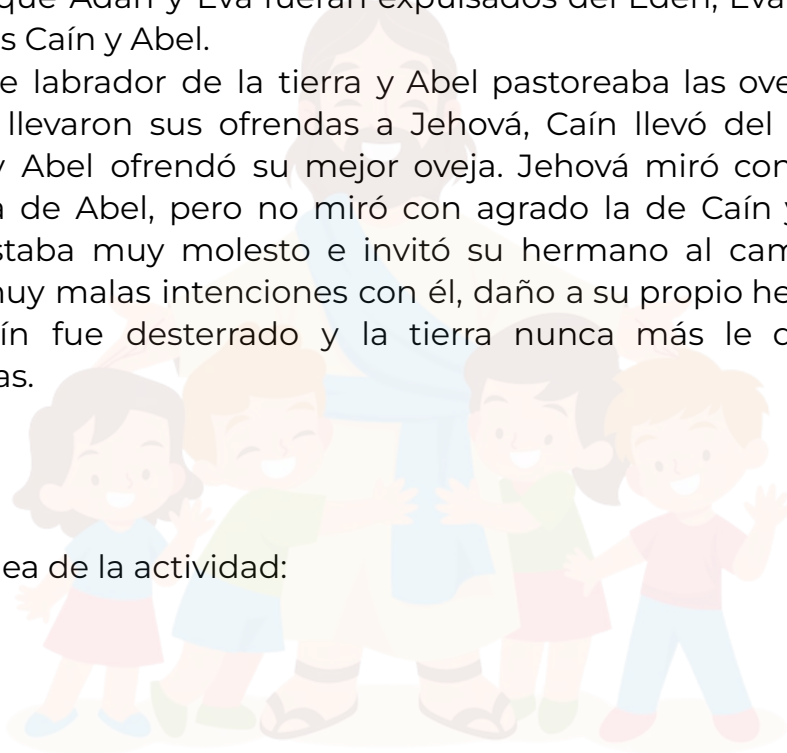 que Adán y Eva fueran expulsados del Edén, Eva
s Caín y Abel.
e labrador de la tierra y Abel pastoreaba las ove
llevaron sus ofrendas a Jehová, Caín llevó del
y Abel ofrendó su mejor oveja. Jehová miró con
a de Abel, pero no miró con agrado la de Caín y
staba muy molesto e invitó su hermano al cam
muy malas intenciones con él, daño a su propio he
ín fue desterrado y la tierra nunca más le d
as.
ea de la actividad: